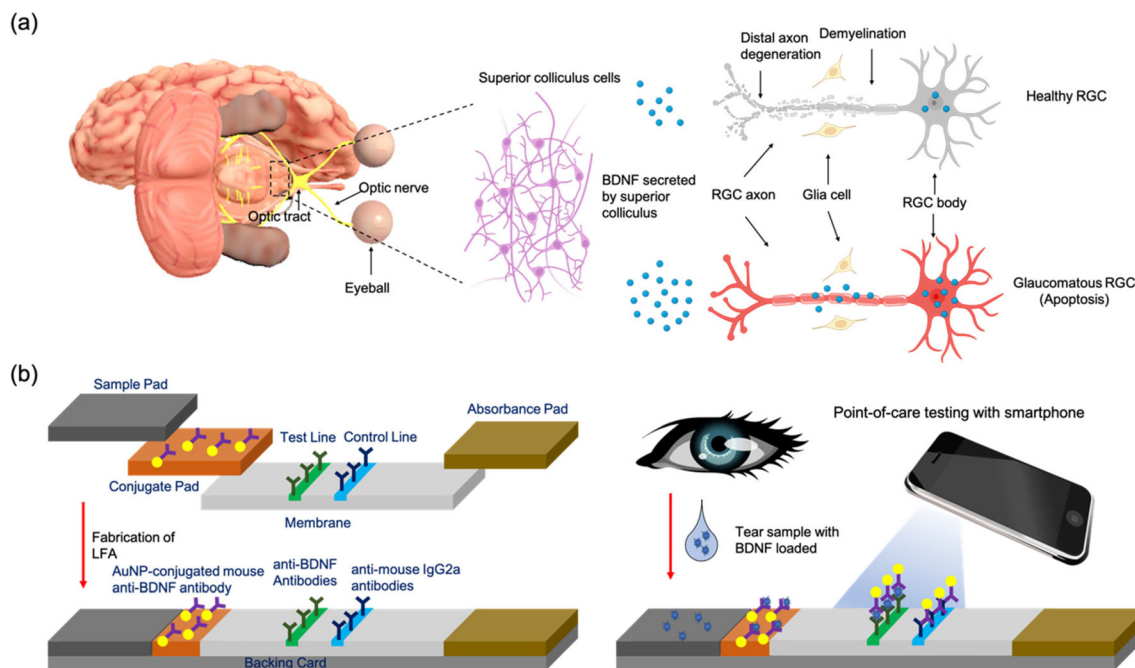 (a)
Superior colliculus cells
Optic nerve
Optic tract
Eyeball
BDNF secreted
by superior
colliculus
Distal axon
degeneration
Demyelination
Healthy RGC
RGC axon
Glia cell
RGC body
Glaucomatous RGC
(Apoptosis)
(b)
Sample Pad
Conjugate Pad
Test Line
Control Line
Absorbance Pad
Membrane
Fabrication of
LFA
AuNP-conjugated mouse
anti-BDNF antibody
anti-BDNF
Antibodies
anti-mouse IgG2a
antibodies
Backing Card
Point-of-care testing with smartphone
Tear sample with
BDNF loaded